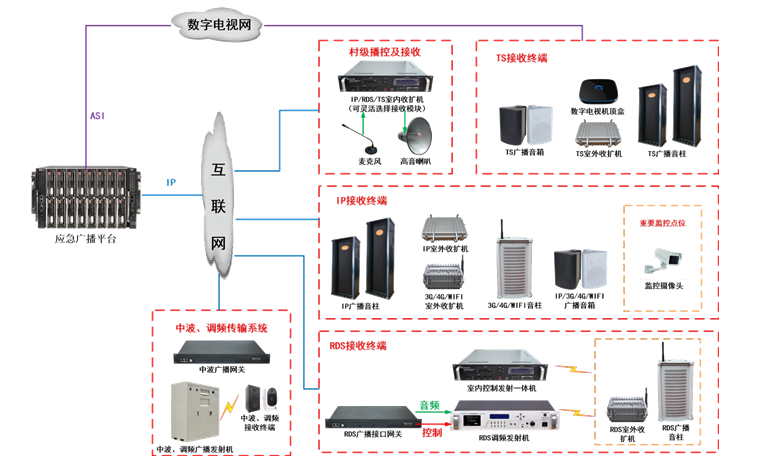 数字电视网
ASI
IP
应急广播平台
互
联
网
村级播控及接收
IP/RDS/TS室内收扩机
(可灵活选择接收模块)
麦克风
高音喇叭
TS接收终端
TS广播音箱
数字电视机顶盒
TS室外收扩机
TS广播音柱
IP接收终端
IP广播音柱
IP室外收扩机
3G/4G/WIFI
室外收扩机
3G/4G/WIFI音柱
IP/3G/4G/WIFI
广播音箱
重要监控点位
监控摄像头
中波、调频传输系统
中波广播网关
中波、调频
接收终端
中波、调频广播发射机
RDS接收终端
室内控制发射一体机
音频
控制
RDS广播接口网关
RDS调频发射机
RDS室外收
扩机
RDS广播
音柱